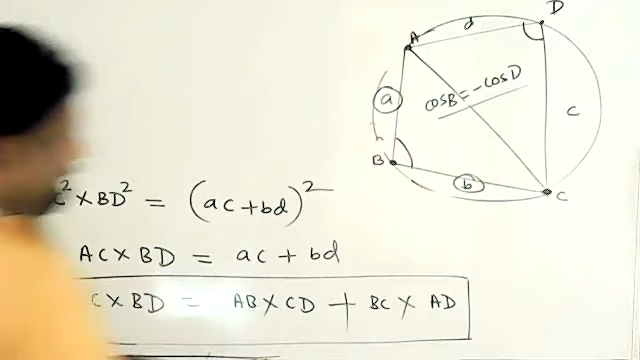 D
d
A
a
cosB = -cosD
c
B
b
C
² × BD² = (ac+bd)²
AC × BD = ac + bd
C × BD = AB × CD + BC × AD